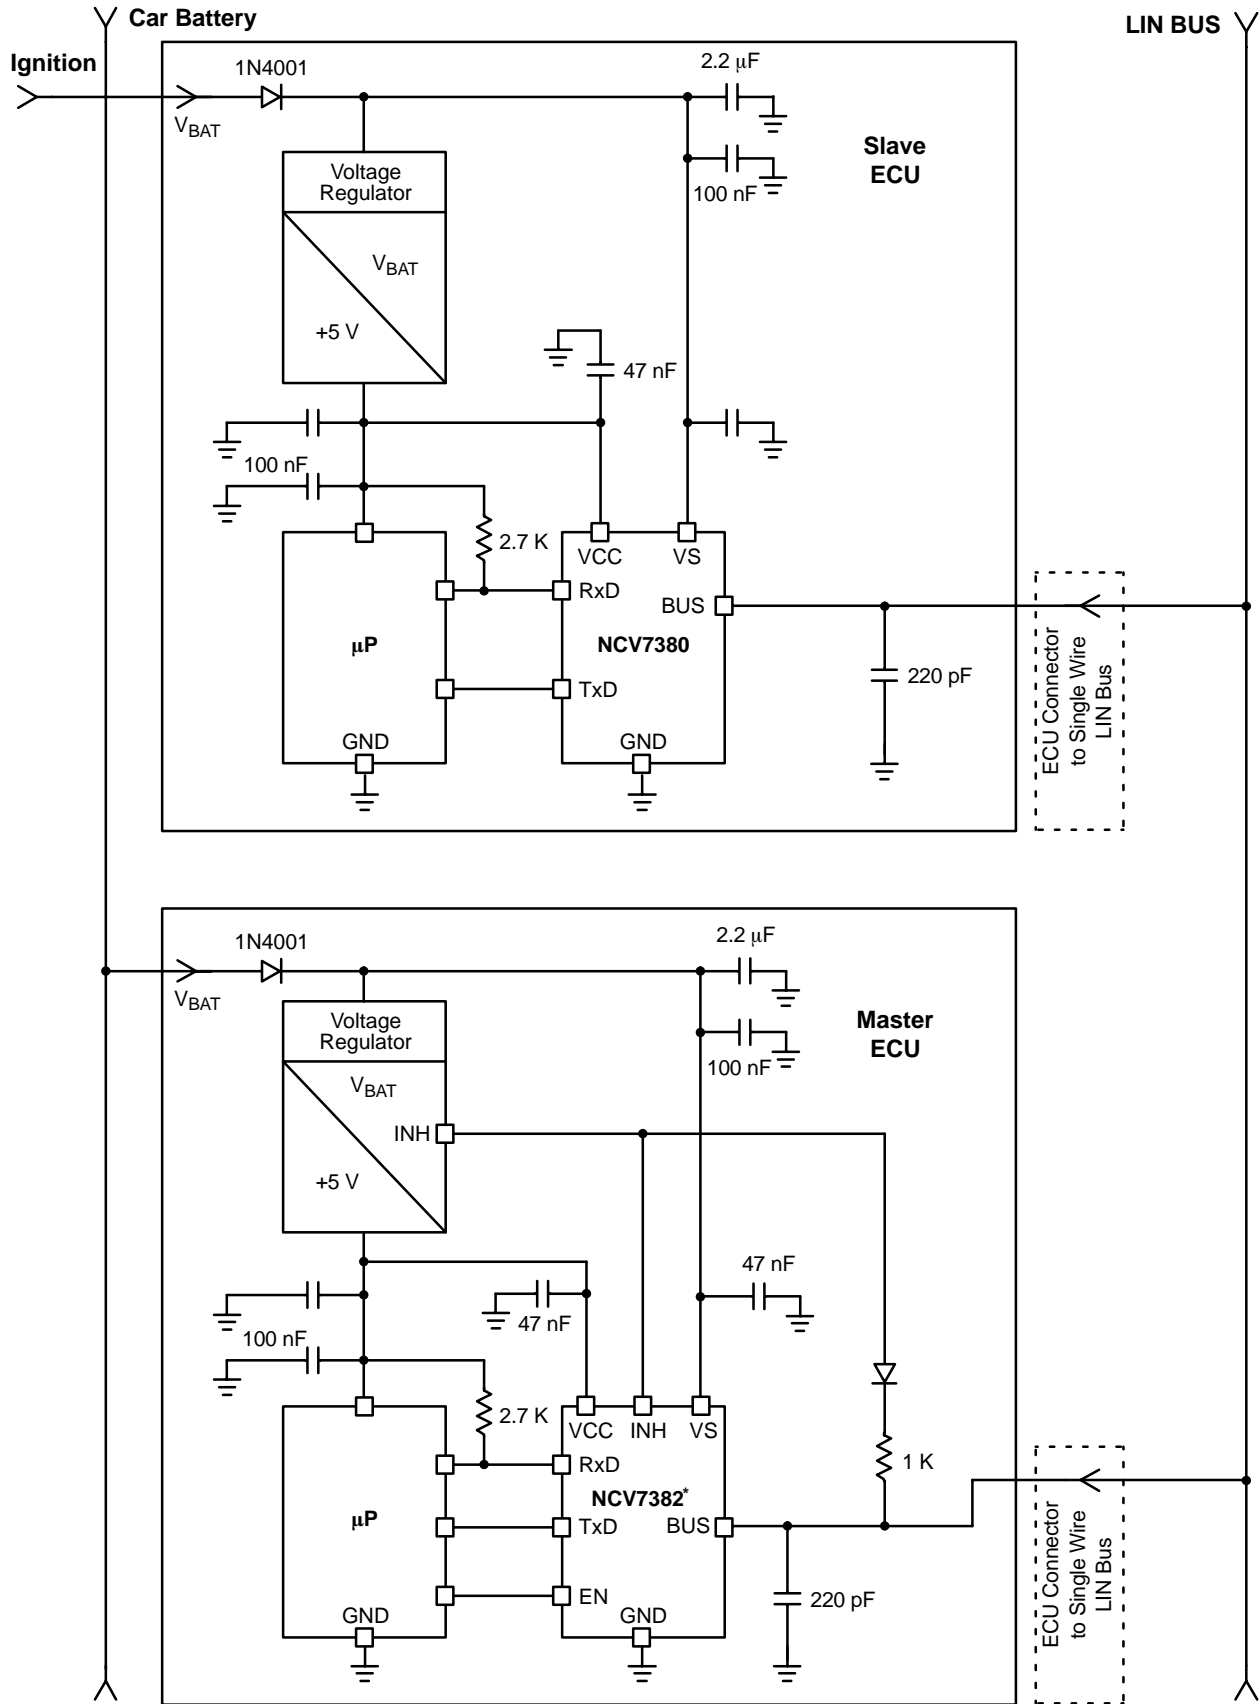 Car Battery
LIN BUS
Ignition
1N4001
2.2 μF
VBAT
Slave
ECU
Voltage
Regulator
100 nF
VBAT
+5 V
47 nF
100 nF
2.7 K
VCC
VS
RxD
BUS
μP
NCV7380
TxD
220 pF
GND
GND
ECU Connector
to Single Wire
LIN Bus
1N4001
2.2 μF
VBAT
Master
ECU
Voltage
Regulator
100 nF
VBAT
INH
+5 V
47 nF
47 nF
100 nF
2.7 K
VCC
INH
VS
1 K
RxD
NCV7382*
μP
TxD
BUS
EN
220 pF
GND
GND
ECU Connector
to Single Wire
LIN Bus